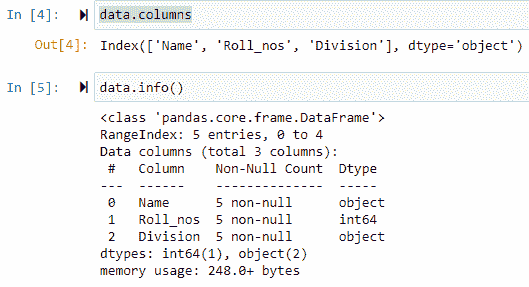 In [4]: data.columns
Out[4]: Index(['Name', 'Roll_nos', 'Division'], dtype='object')
In [5]: data.info()
<class 'pandas.core.frame.DataFrame'>
RangeIndex: 5 entries, 0 to 4
Data columns (total 3 columns):
 #   Column    Non-Null Count  Dtype
---  ------    --------------  -----
 0   Name      5 non-null      object
 1   Roll_nos  5 non-null      int64
 2   Division  5 non-null      object
dtypes: int64(1), object(2)
memory usage: 248.0+ bytes